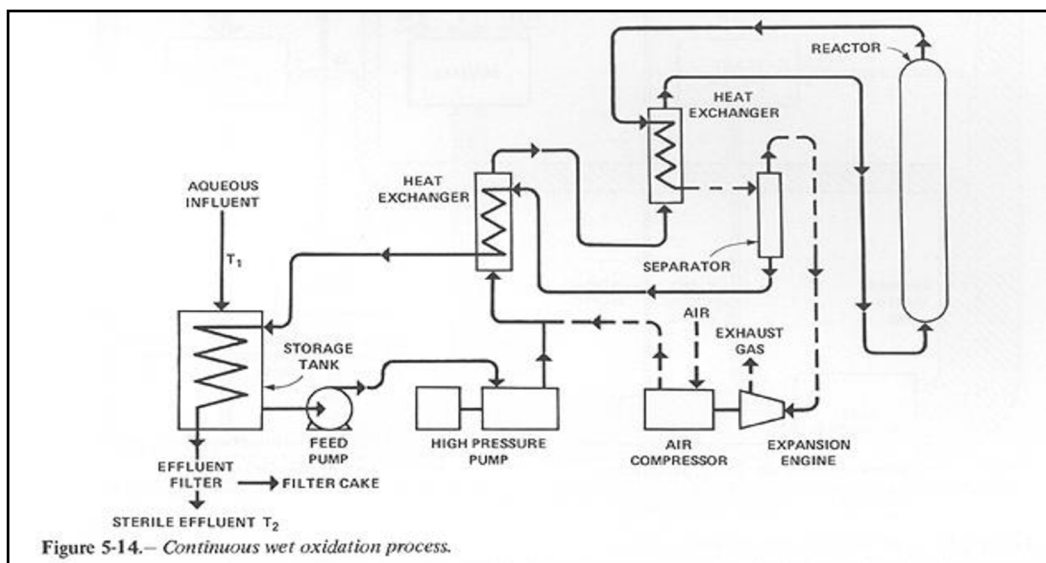 REACTOR
HEAT
EXCHANGER
HEAT
EXCHANGER
AQUEOUS
INFLUENT
T₁
SEPARATOR
AIR
EXHAUST
GAS
STORAGE
TANK
FEED
PUMP
HIGH PRESSURE
PUMP
AIR
COMPRESSOR
EXPANSION
ENGINE
EFFLUENT
FILTER
FILTER CAKE
STERILE EFFLUENT T₂
Figure 5-14.— Continuous wet oxidation process.